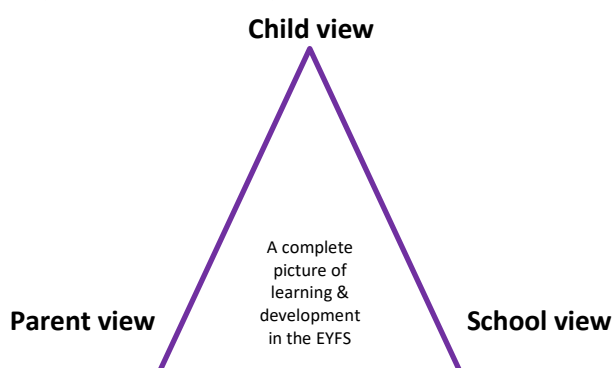 Child view
A complete
picture of
learning &
development
in the EYFS
Parent view
School view